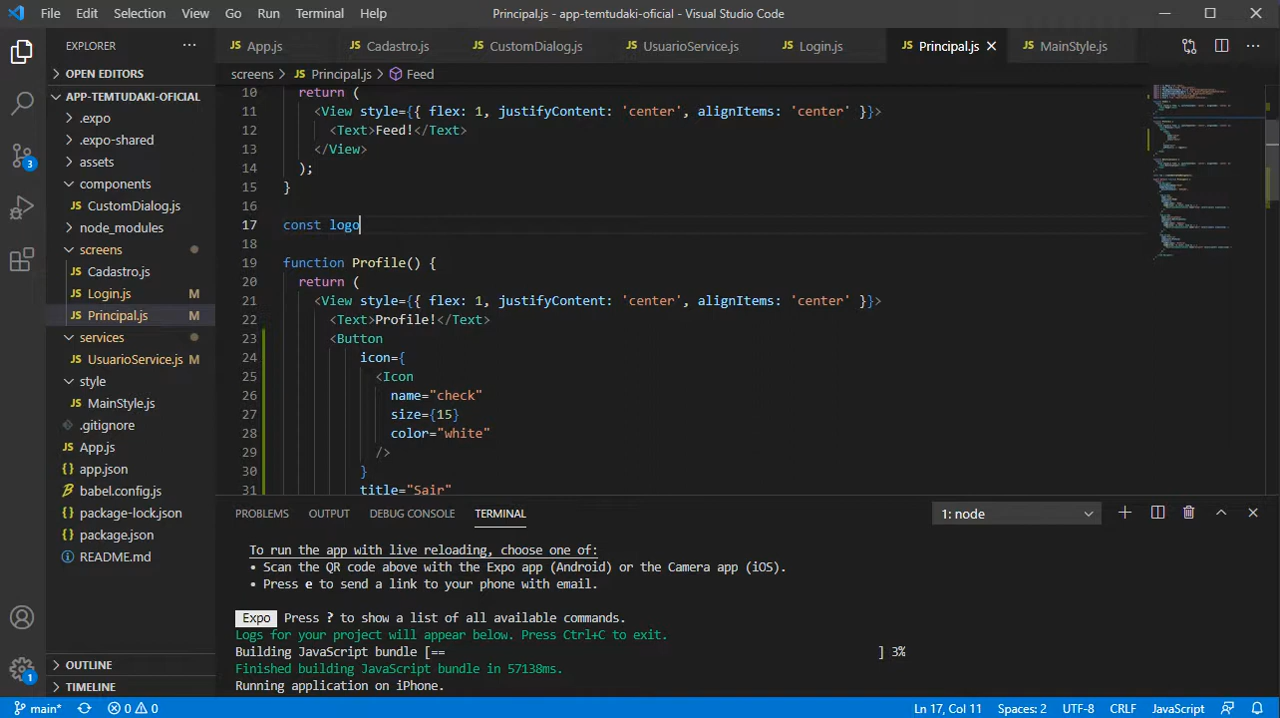 File Edit Selection View Go Run Terminal Help Principal.js - app-temtudaki-oficial - Visual Studio Code
EXPLORER
App.js Cadastro.js CustomDialog.js UsuarioService.js Login.js Principal.js MainStyle.js
OPEN EDITORS
APP-TEMTUDAKI-OFICIAL
.expo
.expo-shared
assets
components
CustomDialog.js
node_modules
screens
Cadastro.js
Login.js M
Principal.js M
services
UsuarioService.js M
style
MainStyle.js
.gitignore
App.js
app.json
babel.config.js
package-lock.json
package.json
README.md
OUTLINE
TIMELINE
3
1
screens > Principal.js > Feed
10 return (
11 <View style={{ flex: 1, justifyContent: 'center', alignItems: 'center' }}>
12 <Text>Feed!</Text>
13 </View>
14 );
15 }
16
17 const logo
18
19 function Profile() {
20 return (
21 <View style={{ flex: 1, justifyContent: 'center', alignItems: 'center' }}>
22 <Text>Profile!</Text>
23 <Button
24 icon={
25 <Icon
26 name="check"
27 size={15}
28 color="white"
29 />
30 }
31 title="Sair"
PROBLEMS OUTPUT DEBUG CONSOLE TERMINAL 1: node
To run the app with live reloading, choose one of:
• Scan the QR code above with the Expo app (Android) or the Camera app (iOS).
• Press e to send a link to your phone with email.
Expo Press ? to show a list of all available commands.
Logs for your project will appear below. Press Ctrl+C to exit.
Building JavaScript bundle [== ] 3%
Finished building JavaScript bundle in 57138ms.
Running application on iPhone.
main* 0 0 Ln 17, Col 11 Spaces: 2 UTF-8 CRLF JavaScript